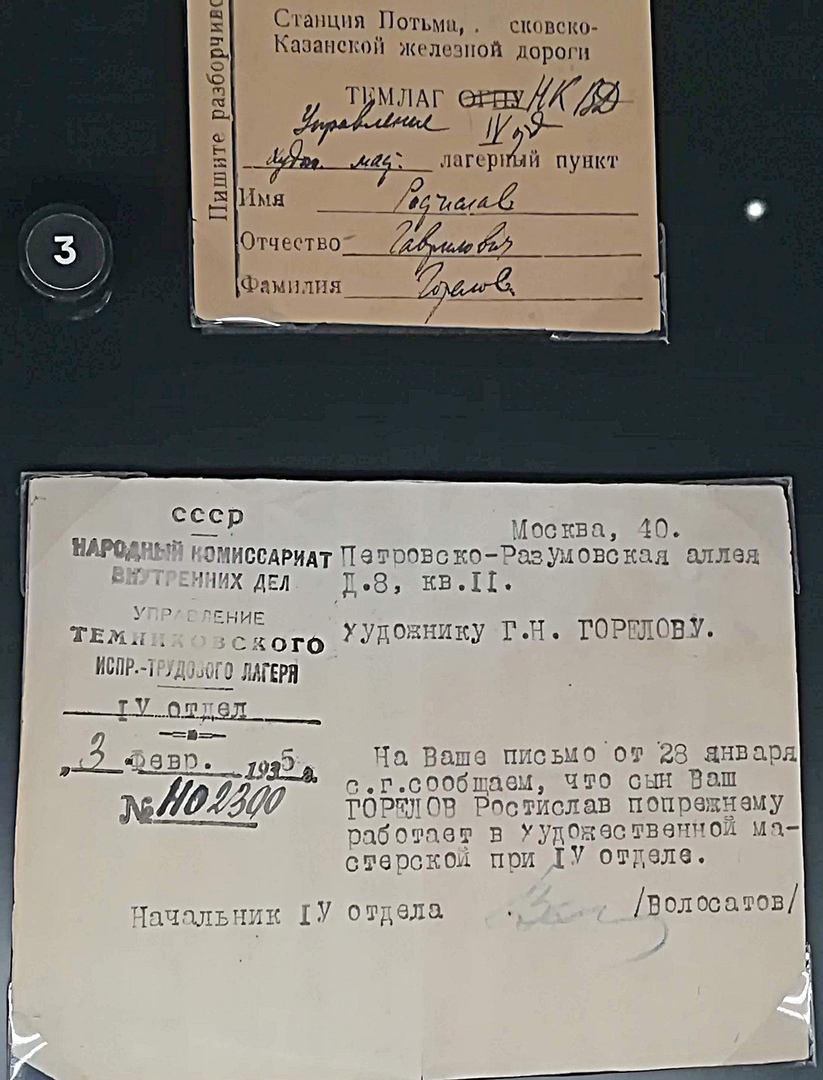 Пишите разборчиво
Станция Потьма, . сковско-
Казанской железной дороги
ТЕМЛАГ ОГПУ НКВД
Управление IV отд
худож. маст. лагерный пункт
Имя Ростислав
Отчество Гаврилович
Фамилия Горелов
3
СССР
НАРОДНЫЙ КОМИССАРИАТ
ВНУТРЕННИХ ДЕЛ
УПРАВЛЕНИЕ
ТЕМНИКОВСКОГО
ИСПР.-ТРУДОВОГО ЛАГЕРЯ
IУ отдел
„3 Февр. 1935г.
№ НО2300
Москва, 40.
Петровско-Разумовская аллея
Д.8, кв.II.
Художнику Г.Н. ГОРЕЛОВУ.
На Ваше письмо от 28 января
с.г.сообщаем, что сын Ваш
ГОРЕЛОВ Ростислав попрежнему
работает в Художественной ма-
стерской при IУ отделе.
Начальник IУ отдела /Волосатов/